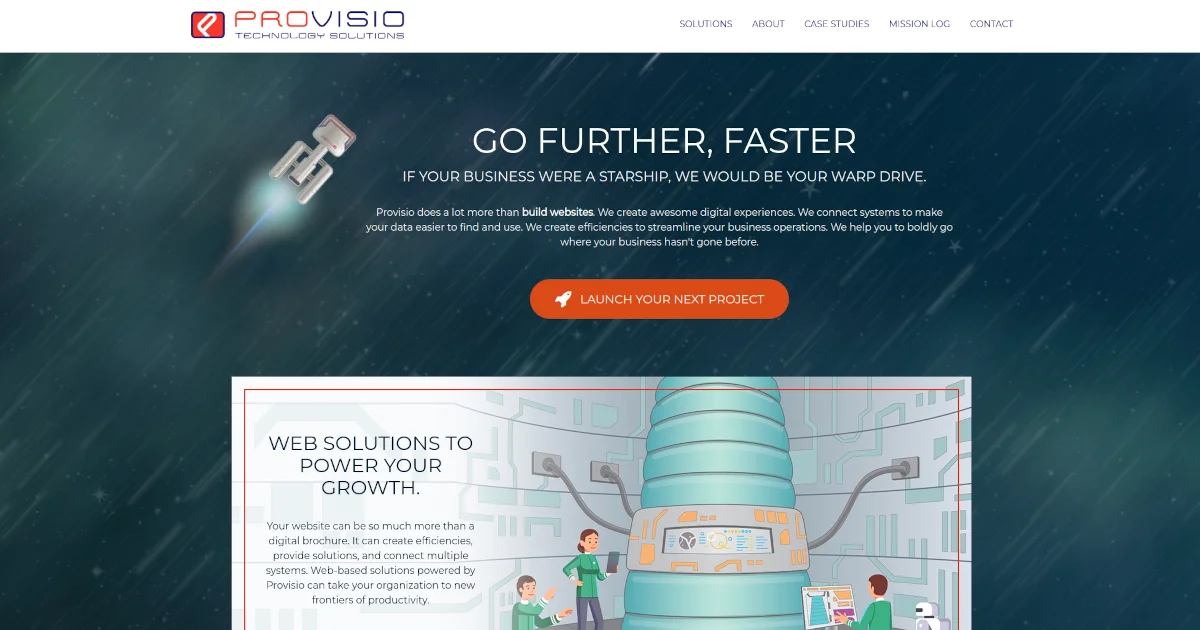 PROVISIO
TECHNOLOGY SOLUTIONS
SOLUTIONS
ABOUT
CASE STUDIES
MISSION LOG
CONTACT
GO FURTHER, FASTER
IF YOUR BUSINESS WERE A STARSHIP, WE WOULD BE YOUR WARP DRIVE.
Provisio does a lot more than build websites. We create awesome digital experiences. We connect systems to make
your data easier to find and use. We create efficiencies to streamline your business operations. We help you to boldly go
where your business hasn't gone before.
LAUNCH YOUR NEXT PROJECT
WEB SOLUTIONS TO
POWER YOUR
GROWTH.
Your website can be so much more than a
digital brochure. It can create efficiencies,
provide solutions, and connect multiple
systems. Web-based solutions powered by
Provisio can take your organization to new
frontiers of productivity.